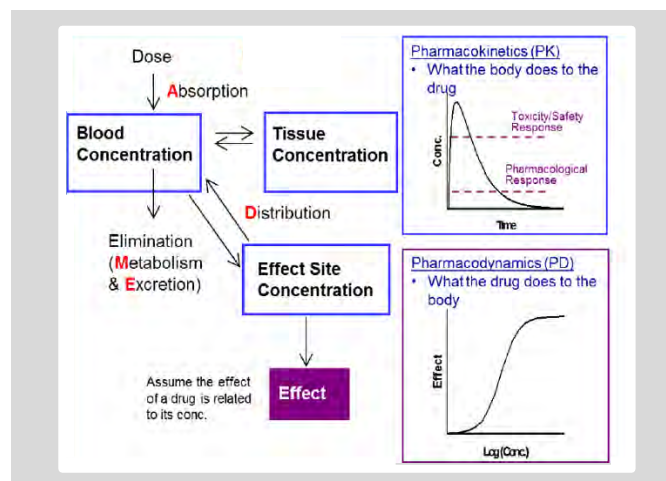 Dose
Absorption
Blood
Concentration
Tissue
Concentration
Distribution
Elimination
(Metabolism
& Excretion)
Effect Site
Concentration
Assume the effect
of a drug is related
to its conc.
Effect
Pharmacokinetics (PK)
• What the body does to the
drug
Toxicity/Safety
Response
Pharmacological
Response
Conc.
Time
Pharmacodynamics (PD)
• What the drug does to the
body
Effect
Log(Conc.)